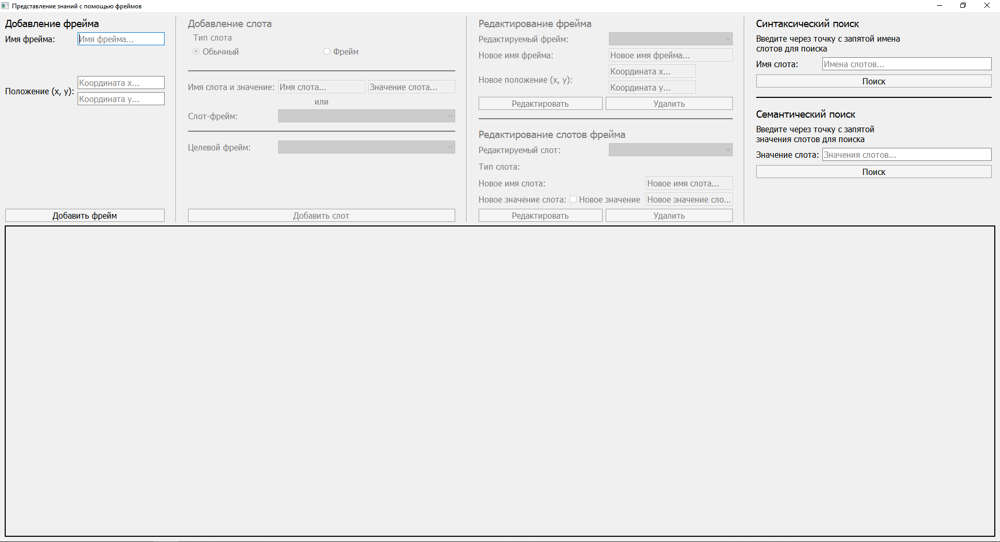 Представление знаний с помощью фреймов
Добавление фрейма
Имя фрейма: Имя фрейма...
Положение (x, y): Координата x...
Координата y...
Добавить фрейм
Добавление слота
Тип слота
Обычный Фрейм
Имя слота и значение: Имя слота... Значение слота...
или
Слот-фрейм:
Целевой фрейм:
Добавить слот
Редактирование фрейма
Редактируемый фрейм:
Новое имя фрейма: Новое имя фрейма...
Новое положение (x, y): Координата x...
Координата y...
Редактировать Удалить
Редактирование слотов фрейма
Редактируемый слот:
Тип слота:
Новое имя слота: Новое имя слота...
Новое значение слота: Новое значение Новое значение сло...
Редактировать Удалить
Синтаксический поиск
Введите через точку с запятой имена
слотов для поиска
Имя слота: Имена слотов...
Поиск
Семантический поиск
Введите через точку с запятой
значения слотов для поиска
Значение слота: Значения слотов...
Поиск